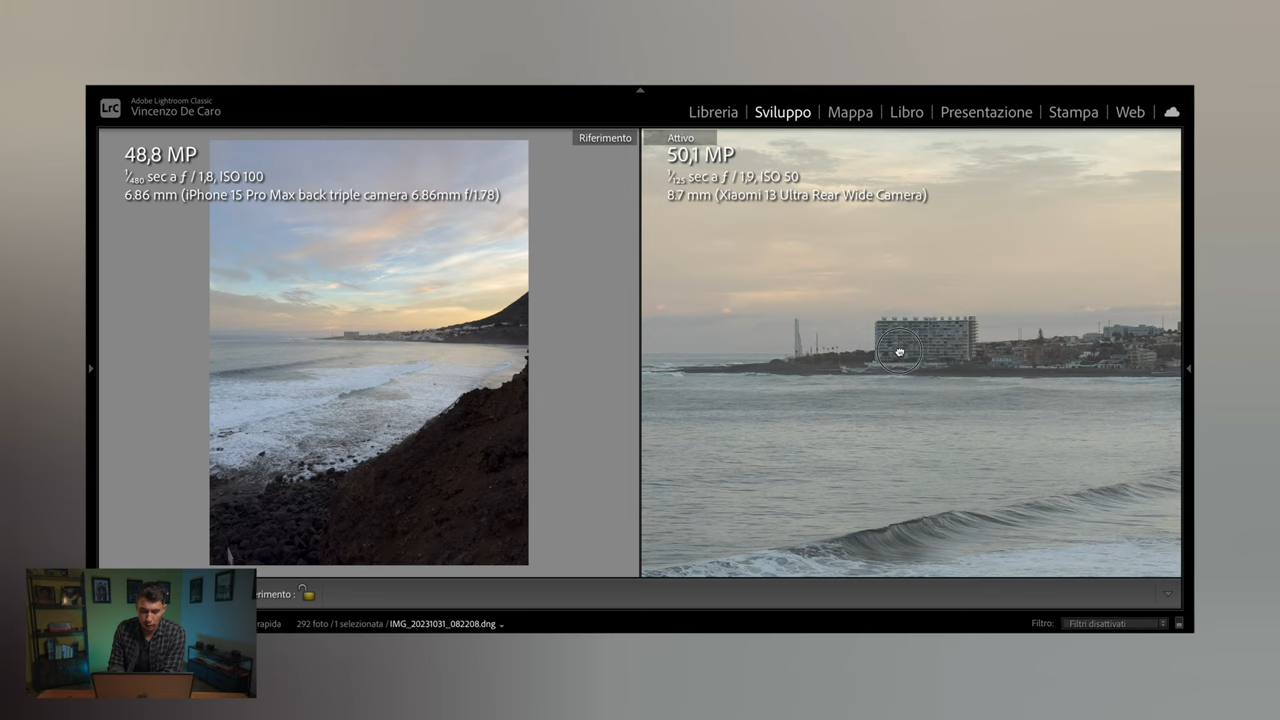 LrC
Adobe Lightroom Classic
Vincenzo De Caro
Libreria | Sviluppo | Mappa | Libro | Presentazione | Stampa | Web
Riferimento
48,8 MP
1/480 sec a ƒ / 1,8, ISO 100
6.86 mm (iPhone 15 Pro Max back triple camera 6.86mm f/1.78)
Attivo
50,1 MP
1/125 sec a ƒ / 1,9, ISO 50
8.7 mm (Xiaomi 13 Ultra Rear Wide Camera)
erimento :
rapida
292 foto / 1 selezionata / IMG_20231031_082208.dng
Filtro:
Filtri disattivati